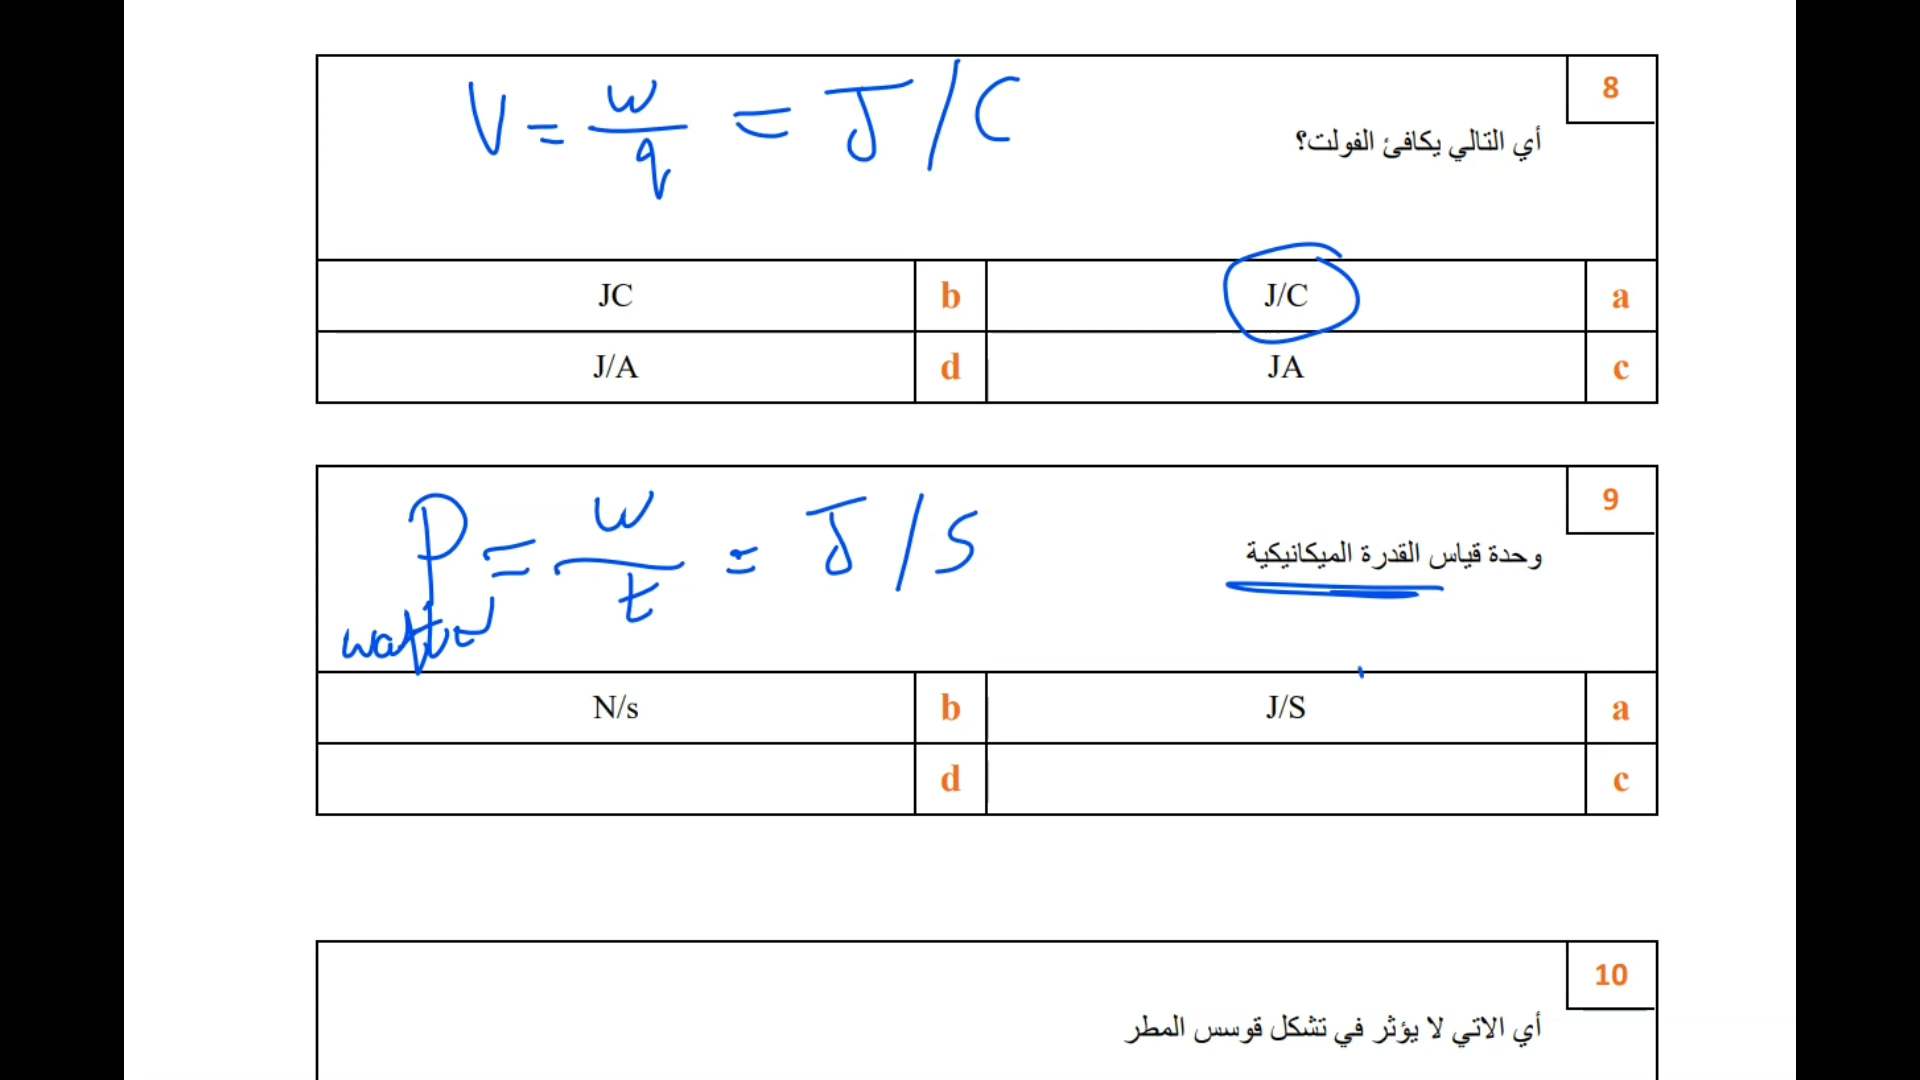 8
V = w/q = J/C
أي التالي يكافئ الفولت؟
a J/C b JC
c JA d J/A
9
P = w/t = J/S
وحدة قياس القدرة الميكانيكية
a J/S b N/s
c d
10
أي الاتي لا يؤثر في تشكل قوسس المطر